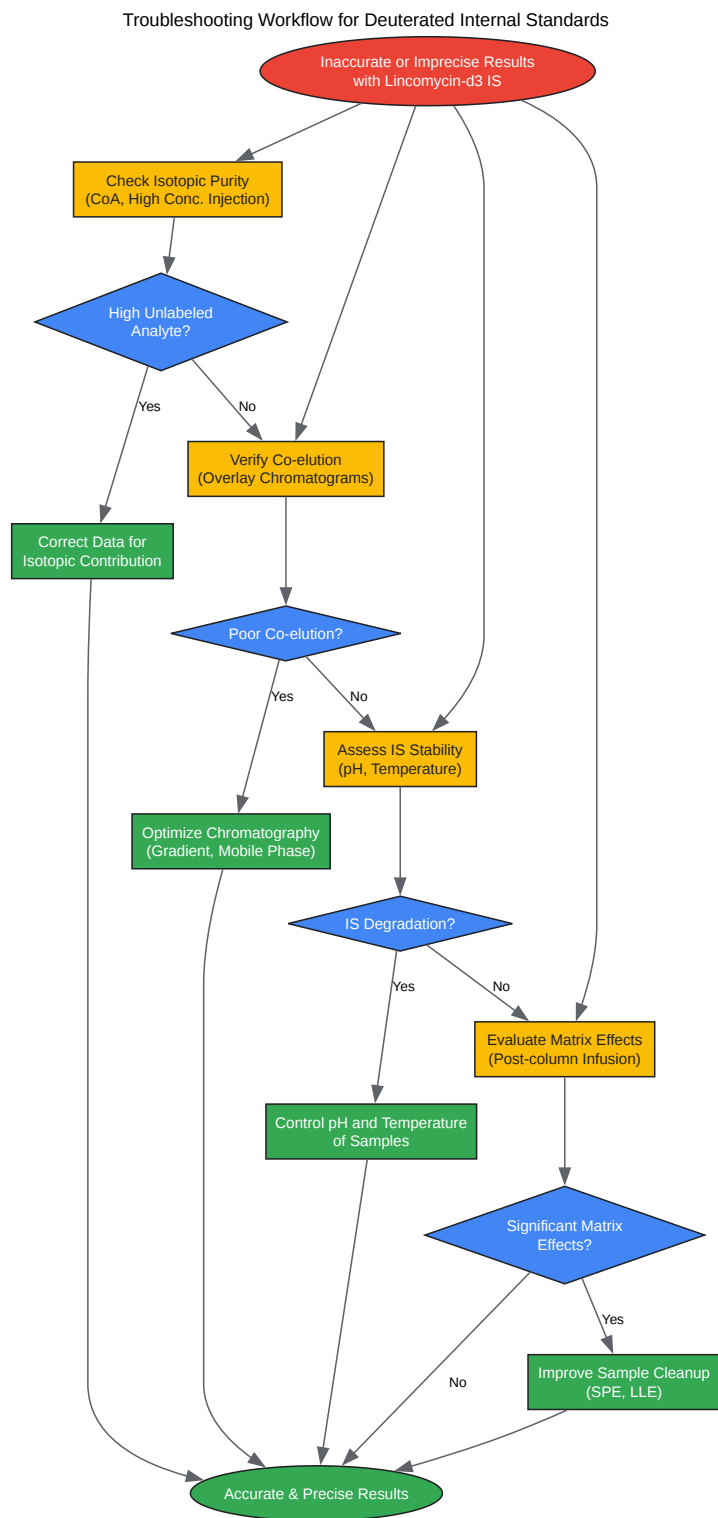 Troubleshooting Workflow for Deuterated Internal Standards
Inaccurate or Imprecise Results
with Lincomycin-d3 IS
Check Isotopic Purity
(CoA, High Conc. Injection)
High Unlabeled
Analyte?
Yes
No
Verify Co-elution
(Overlay Chromatograms)
Correct Data for
Isotopic Contribution
Poor Co-elution?
Yes
No
Assess IS Stability
(pH, Temperature)
Optimize Chromatography
(Gradient, Mobile Phase)
IS Degradation?
Yes
No
Evaluate Matrix Effects
(Post-column Infusion)
Control pH and Temperature
of Samples
Significant Matrix
Effects?
Yes
No
Improve Sample Cleanup
(SPE, LLE)
Accurate & Precise Results